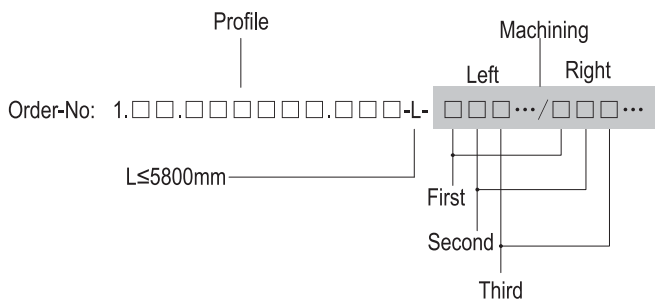 Profile
Machining
Left Right
Order-No: 1.□□.□□□□□□.□□□-L-□□□···/□□□···
L≤5800mm
First
Second
Third